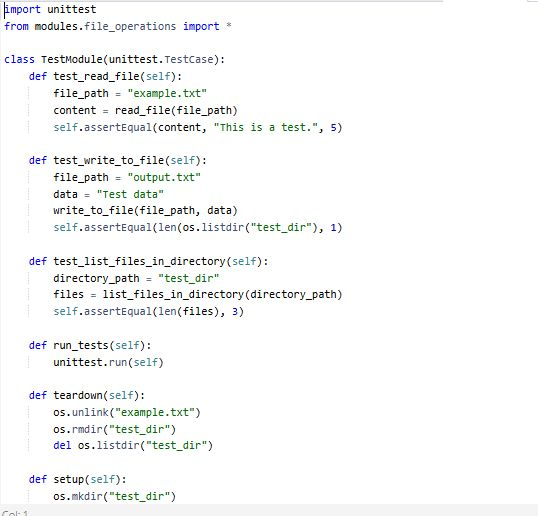 import unittest
from modules.file_operations import *
class TestModule(unittest.TestCase):
def test_read_file(self):
file_path = "example.txt"
content = read_file(file_path)
self.assertEqual(content, "This is a test.", 5)
def test_write_to_file(self):
file_path = "output.txt"
data = "Test data"
write_to_file(file_path, data)
self.assertEqual(len(os.listdir("test_dir"), 1)
def test_list_files_in_directory(self):
directory_path = "test_dir"
files = list_files_in_directory(directory_path)
self.assertEqual(len(files), 3)
def run_tests(self):
unittest.run(self)
def teardown(self):
os.unlink("example.txt")
os.rmdir("test_dir")
del os.listdir("test_dir")
def setup(self):
os.mkdir("test_dir")
Col: 1